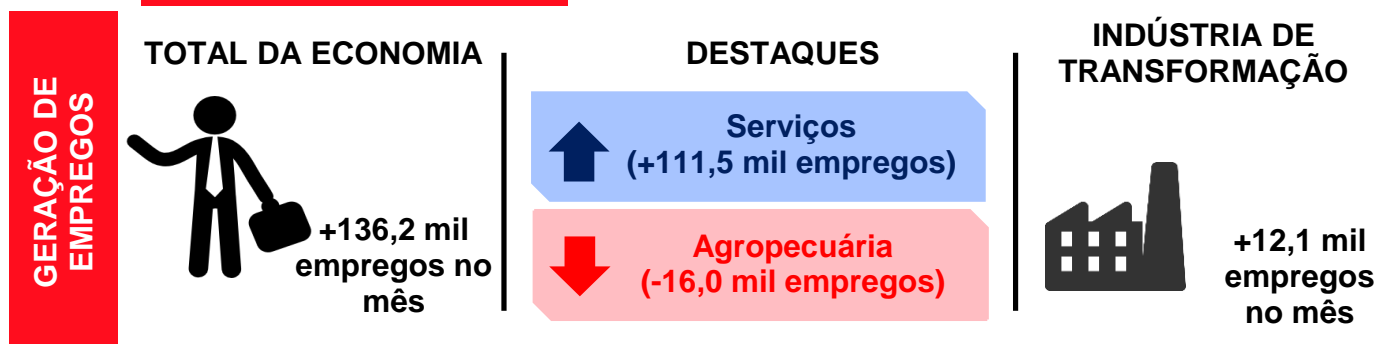 GERAÇÃO DE
EMPREGOS
TOTAL DA ECONOMIA
+136,2 mil
empregos no
mês
DESTAQUES
Serviços
(+111,5 mil empregos)
Agropecuária
(-16,0 mil empregos)
INDÚSTRIA DE
TRANSFORMAÇÃO
+12,1 mil
empregos
no mês